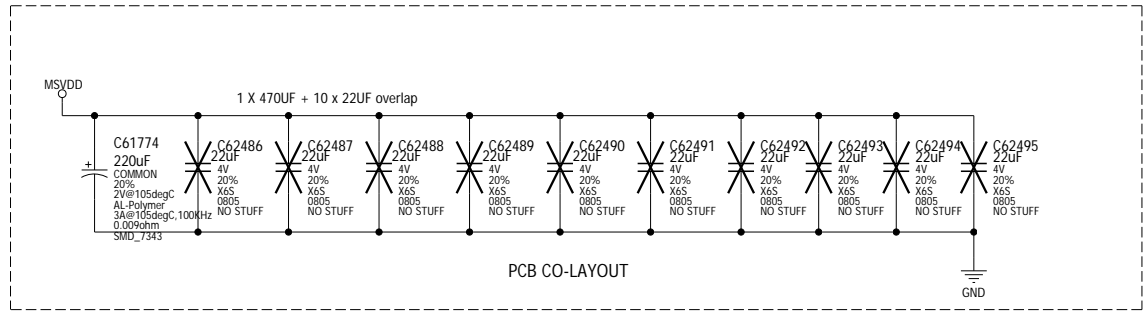 MSVDD
1 X 470UF + 10 x 22UF overlap
C61774
220uF
COMMON
20%
2V@105degC
AL-Polymer
3A@105degC,100KHz
0.009ohm
SMD_7343
C62486
22uF
4V
20%
X6S
0805
NO STUFF
C62487
22uF
4V
20%
X6S
0805
NO STUFF
C62488
22uF
4V
20%
X6S
0805
NO STUFF
C62489
22uF
4V
20%
X6S
0805
NO STUFF
C62490
22uF
4V
20%
X6S
0805
NO STUFF
C62491
22uF
4V
20%
X6S
0805
NO STUFF
C62492
22uF
4V
20%
X6S
0805
NO STUFF
C62493
22uF
4V
20%
X6S
0805
NO STUFF
C62494
22uF
4V
20%
X6S
0805
NO STUFF
C62495
22uF
4V
20%
X6S
0805
NO STUFF
PCB CO-LAYOUT
GND